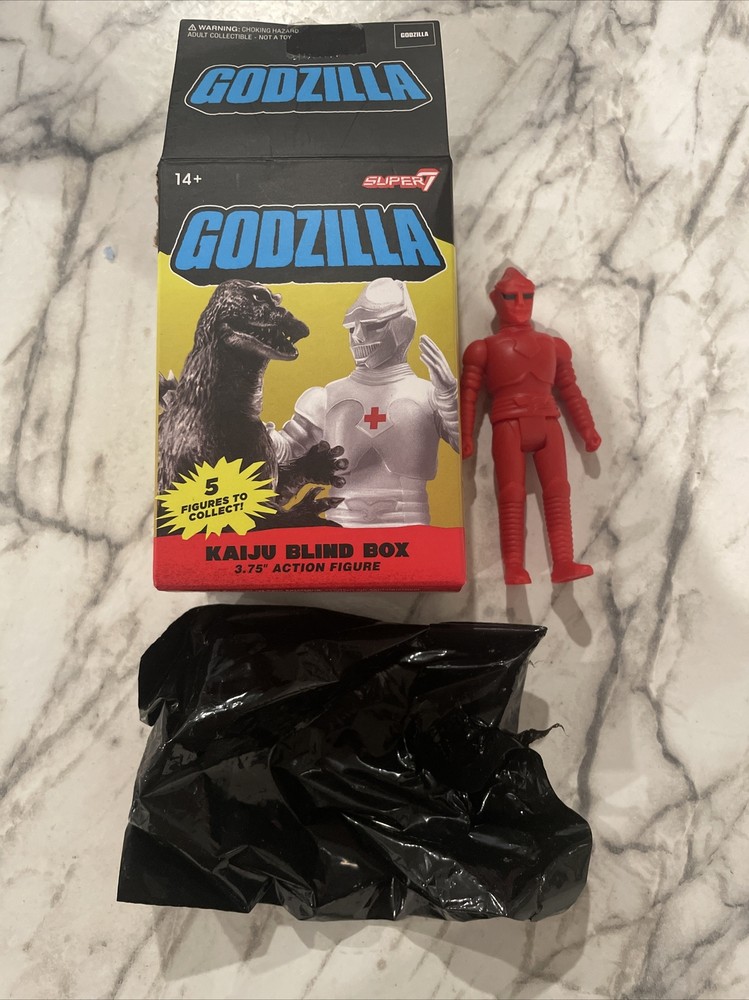 ⚠ WARNING: CHOKING HAZARD
ADULT COLLECTIBLE - NOT A TOY
GODZILLA
GODZILLA
14+
SUPER7
GODZILLA
5
FIGURES TO
COLLECT!
KAIJU BLIND BOX
3.75" ACTION FIGURE